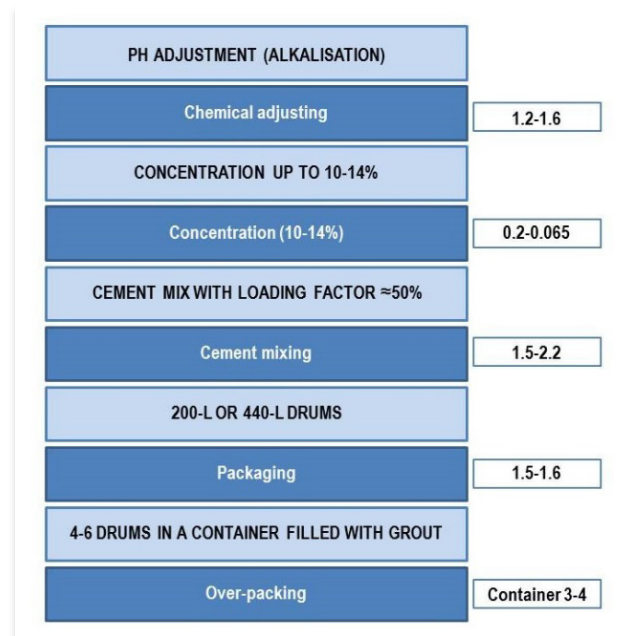 PH ADJUSTMENT (ALKALISATION)
Chemical adjusting
1.2-1.6
CONCENTRATION UP TO 10-14%
Concentration (10-14%)
0.2-0.065
CEMENT MIX WITH LOADING FACTOR ≈50%
Cement mixing
1.5-2.2
200-L OR 440-L DRUMS
Packaging
1.5-1.6
4-6 DRUMS IN A CONTAINER FILLED WITH GROUT
Over-packing
Container 3-4